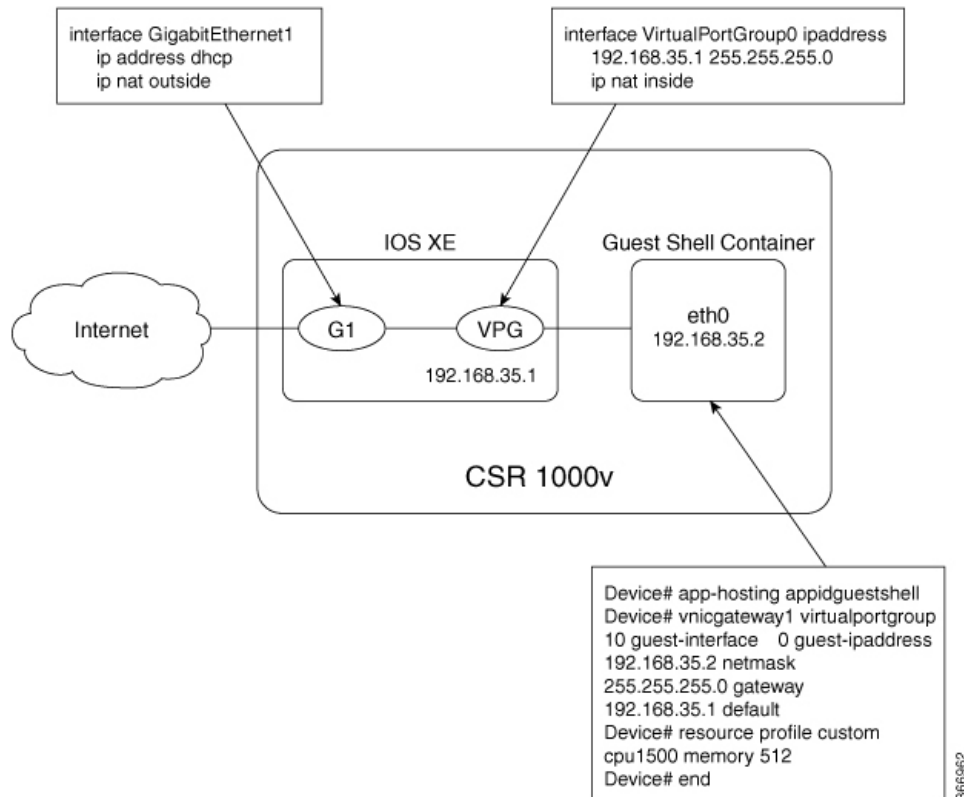 interface GigabitEthernet1
ip address dhcp
ip nat outside
interface VirtualPortGroup0 ipaddress
192.168.35.1 255.255.255.0
ip nat inside
IOS XE
Guest Shell Container
Internet
G1
VPG
eth0
192.168.35.2
192.168.35.1
CSR 1000v
Device# app-hosting appidguestshell
Device# vnicgateway1 virtualportgroup
10 guest-interface 0 guest-ipaddress
192.168.35.2 netmask
255.255.255.0 gateway
192.168.35.1 default
Device# resource profile custom
cpu1500 memory 512
Device# end
366962